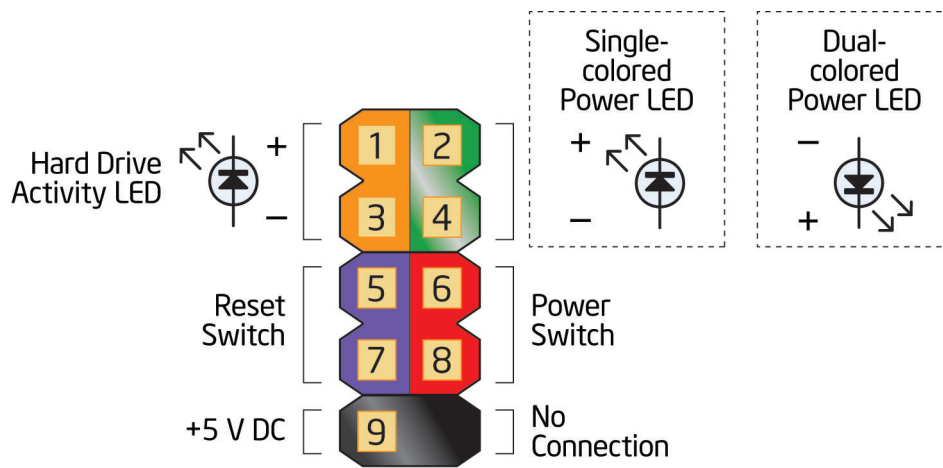 Single-
colored
Power LED
Dual-
colored
Power LED
Hard Drive
Activity LED
+
−
1
2
3
4
+
−
−
+
Reset
Switch
5
6
7
8
Power
Switch
+5 V DC
9
No
Connection